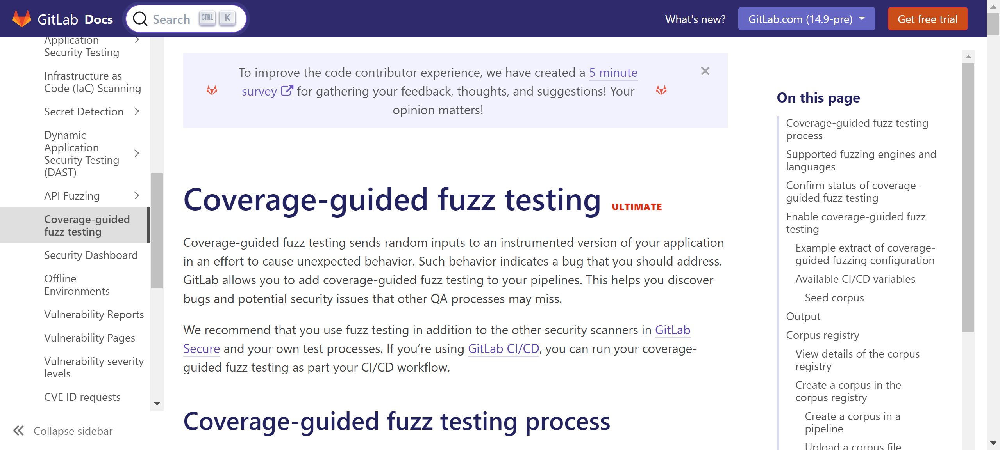 GitLab Docs
Search CTRL K
What's new?
GitLab.com (14.9-pre)
Get free trial
Application
Security Testing
Infrastructure as
Code (IaC) Scanning
Secret Detection
Dynamic
Application
Security Testing
(DAST)
API Fuzzing
Coverage-guided
fuzz testing
Security Dashboard
Offline
Environments
Vulnerability Reports
Vulnerability Pages
Vulnerability severity
levels
CVE ID requests
Collapse sidebar
To improve the code contributor experience, we have created a 5 minute
survey for gathering your feedback, thoughts, and suggestions! Your
opinion matters!
Coverage-guided fuzz testing ULTIMATE
Coverage-guided fuzz testing sends random inputs to an instrumented version of your application
in an effort to cause unexpected behavior. Such behavior indicates a bug that you should address.
GitLab allows you to add coverage-guided fuzz testing to your pipelines. This helps you discover
bugs and potential security issues that other QA processes may miss.
We recommend that you use fuzz testing in addition to the other security scanners in GitLab
Secure and your own test processes. If you’re using GitLab CI/CD, you can run your coverage-
guided fuzz testing as part your CI/CD workflow.
Coverage-guided fuzz testing process
On this page
Coverage-guided fuzz testing
process
Supported fuzzing engines and
languages
Confirm status of coverage-
guided fuzz testing
Enable coverage-guided fuzz
testing
Example extract of coverage-
guided fuzzing configuration
Available CI/CD variables
Seed corpus
Output
Corpus registry
View details of the corpus
registry
Create a corpus in the
corpus registry
Create a corpus in a
pipeline
Upload a corpus file